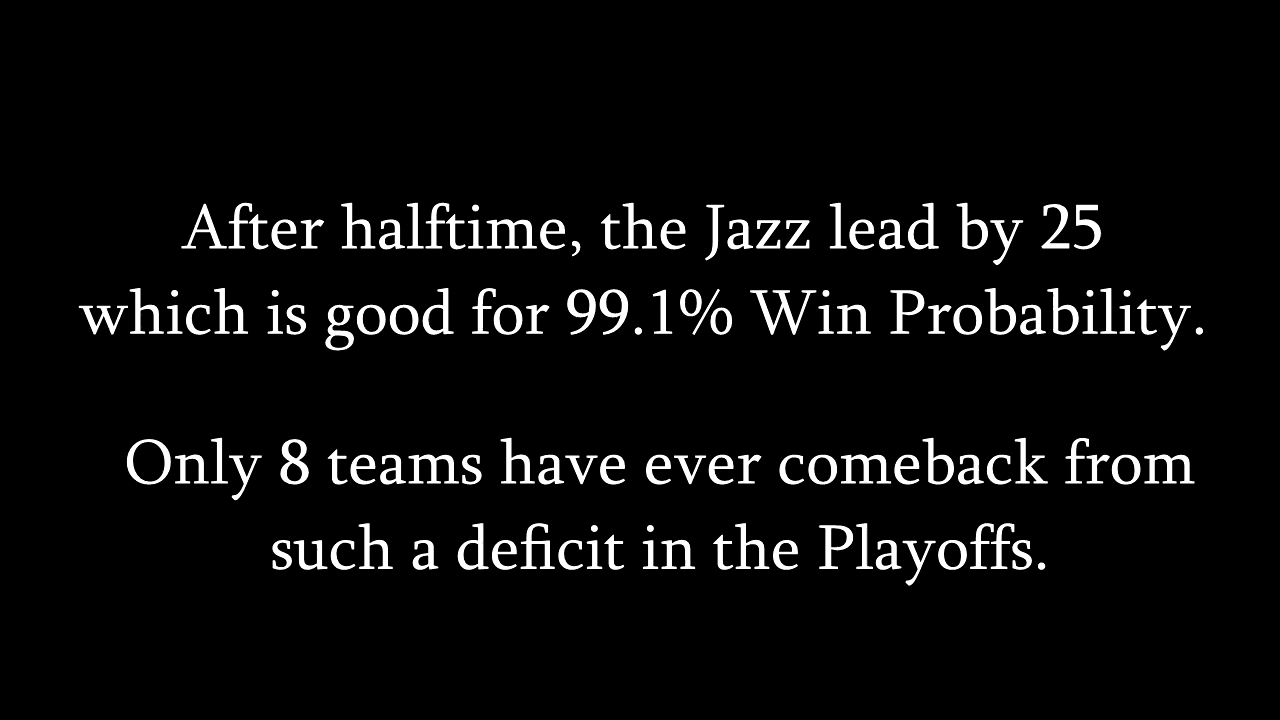 After halftime, the Jazz lead by 25
which is good for 99.1% Win Probability.
Only 8 teams have ever comeback from
such a deficit in the Playoffs.